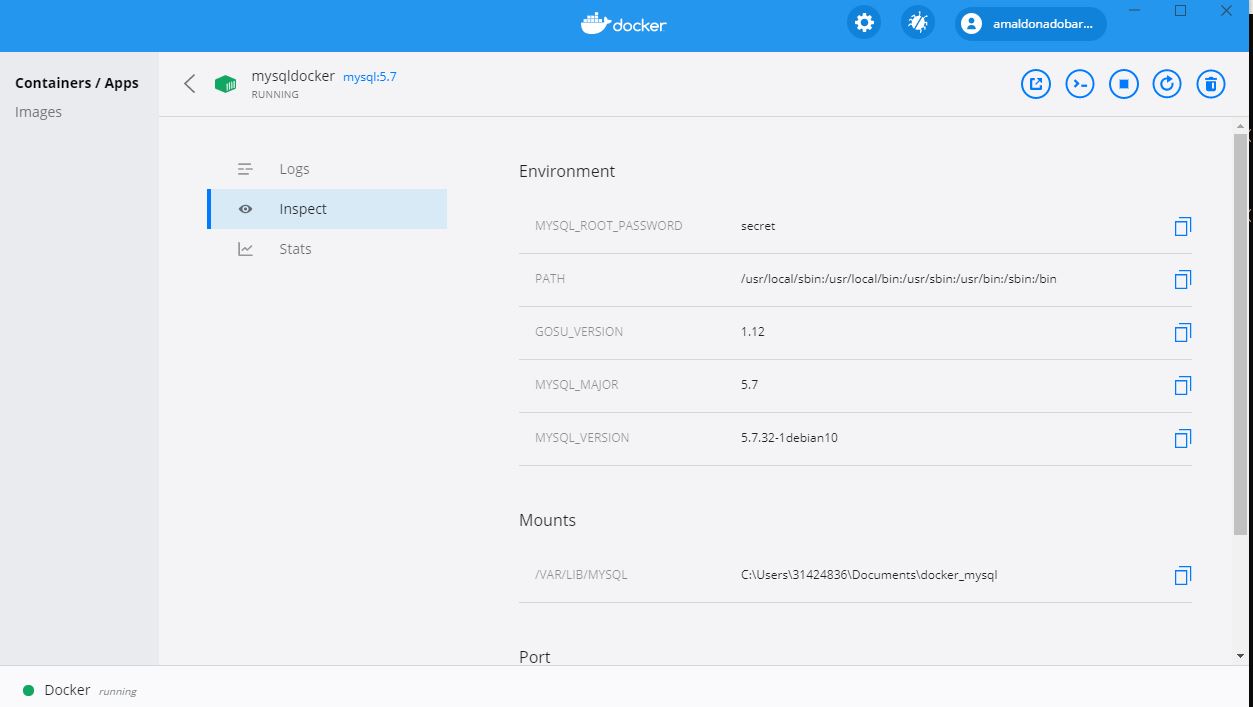 docker
amaldonadobar...
Containers / Apps
Images
mysqldocker mysql:5.7
RUNNING
Logs
Inspect
Stats
Environment
MYSQL_ROOT_PASSWORD secret
PATH /usr/local/sbin:/usr/local/bin:/usr/sbin:/usr/bin:/sbin:/bin
GOSU_VERSION 1.12
MYSQL_MAJOR 5.7
MYSQL_VERSION 5.7.32-1debian10
Mounts
/VAR/LIB/MYSQL C:\Users\31424836\Documents\docker_mysql
Port
Docker running